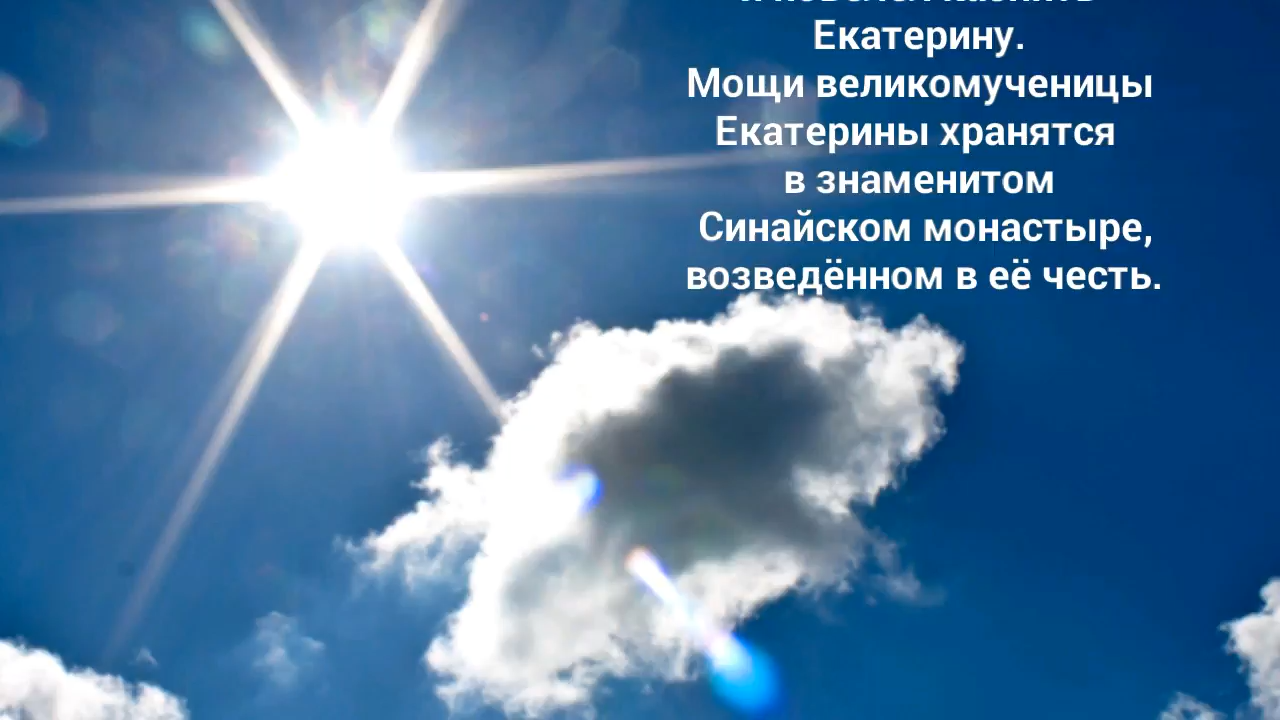 Екатерину.
Мощи великомученицы
Екатерины хранятся
в знаменитом
Синайском монастыре,
возведённом в её честь.